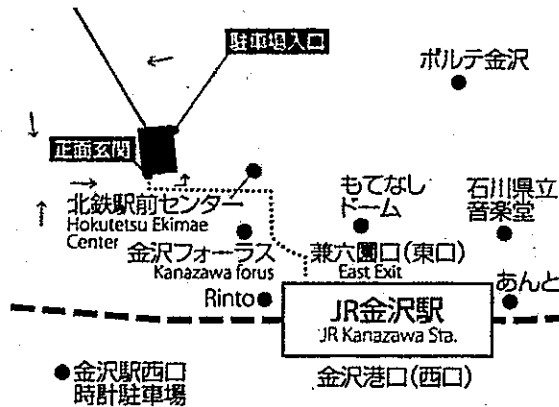 駐車場入口
ポルテ金沢
正面玄関
北鉄駅前センター
Hokutetsu Ekimae
Center
もてなし
ドーム
石川県立
音楽堂
金沢フォーラス
Kanazawa forus
兼六園口(東口)
East Exit
Rinto
あんと
JR金沢駅
JR Kanazawa Sta.
金沢駅西口
時計駐車場
金沢港口(西口)